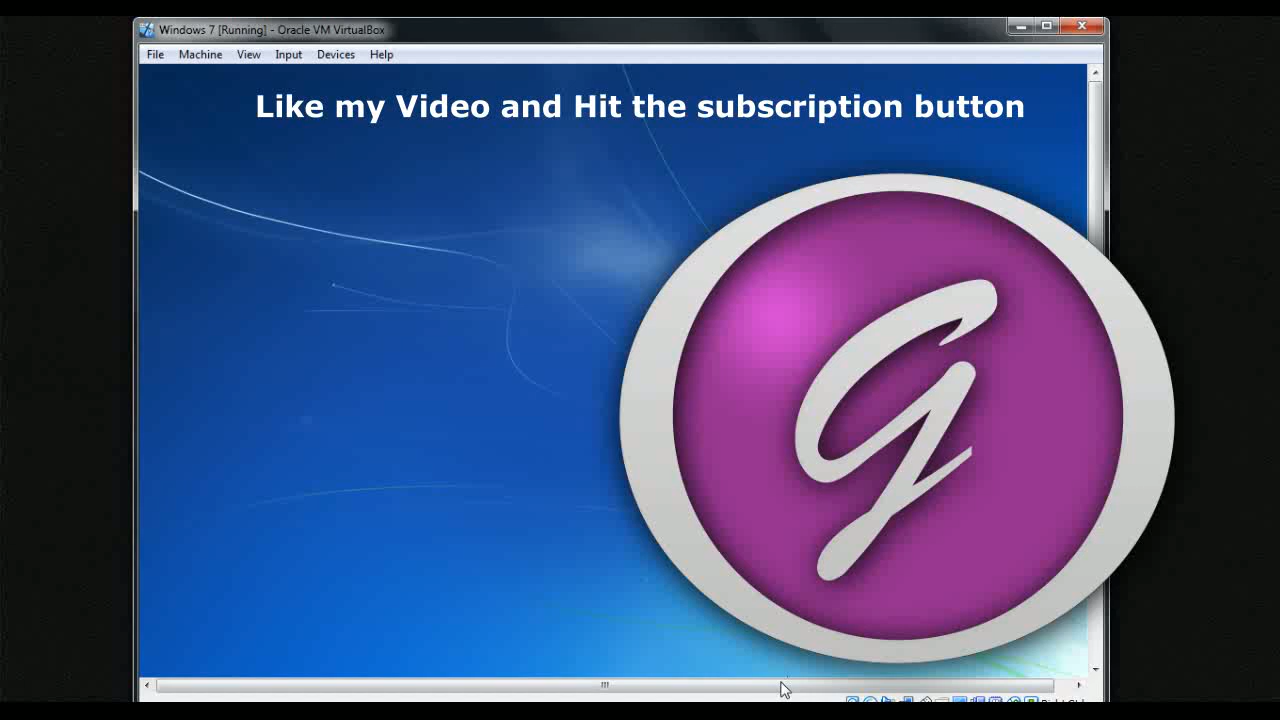 Windows 7 [Running] - Oracle VM VirtualBox
File Machine View Input Devices Help
Like my Video and Hit the subscription button
g